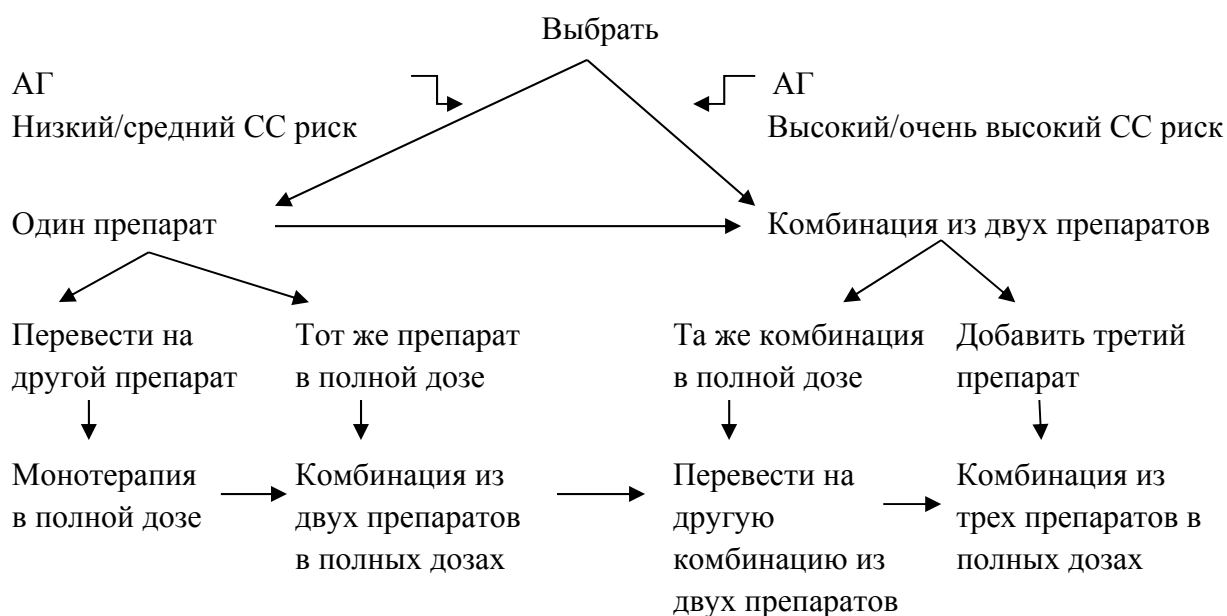 Выбрать
АГ
Низкий/средний СС риск
АГ
Высокий/очень высокий СС риск
Один препарат
Комбинация из двух препаратов
Перевести на
другой препарат
Тот же препарат
в полной дозе
Та же комбинация
в полной дозе
Добавить третий
препарат
Монотерапия
в полной дозе
Комбинация из
двух препаратов
в полных дозах
Перевести на
другую
комбинацию из
двух препаратов
Комбинация из
трех препаратов в
полных дозах